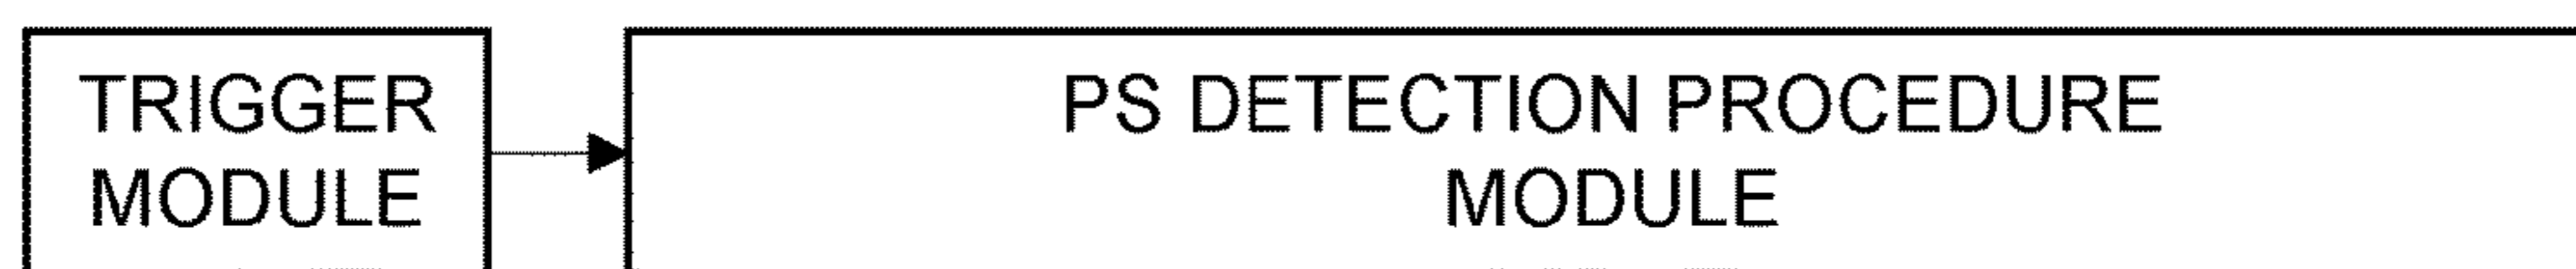 TRIGGER
MODULE
PS DETECTION PROCEDURE
MODULE